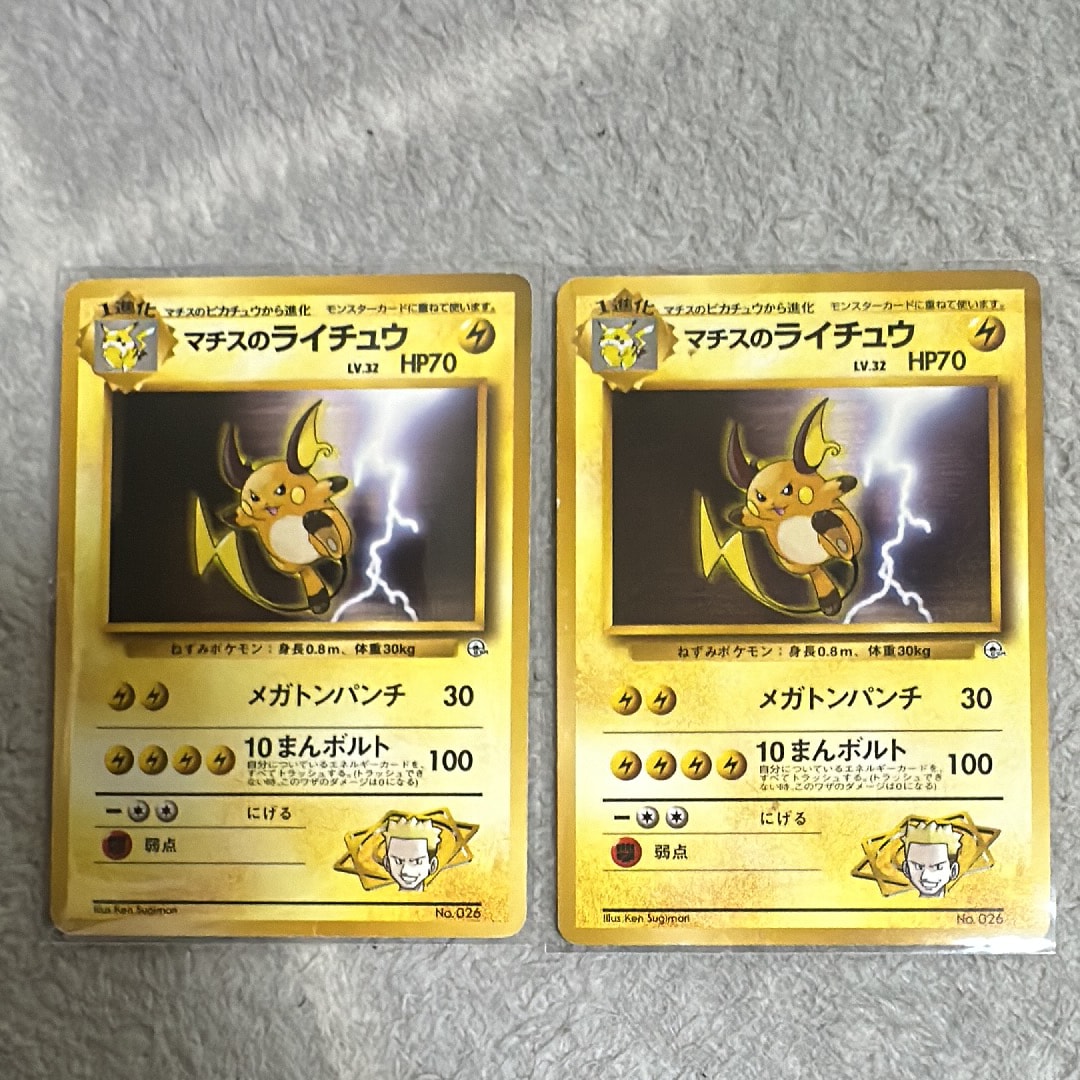 1進化 マチスのピカチュウから進化 モンスターカードに重ねて使います。
マチスのライチュウ
LV.32 HP70
ねずみポケモン：身長0.8m、体重30kg
メガトンパンチ 30
10まんボルト 100
自分についているエネルギーカードを、
すべてトラッシュする。(トラッシュでき
ない時、このワザのダメージは0になる)
にげる
弱点
Illus.Ken Sugimori No.026
1進化 マチスのピカチュウから進化 モンスターカードに重ねて使います。
マチスのライチュウ
LV.32 HP70
ねずみポケモン：身長0.8m、体重30kg
メガトンパンチ 30
10まんボルト 100
自分についているエネルギーカードを、
すべてトラッシュする。(トラッシュでき
ない時、このワザのダメージは0になる)
にげる
弱点
Illus.Ken Sugimori No.026